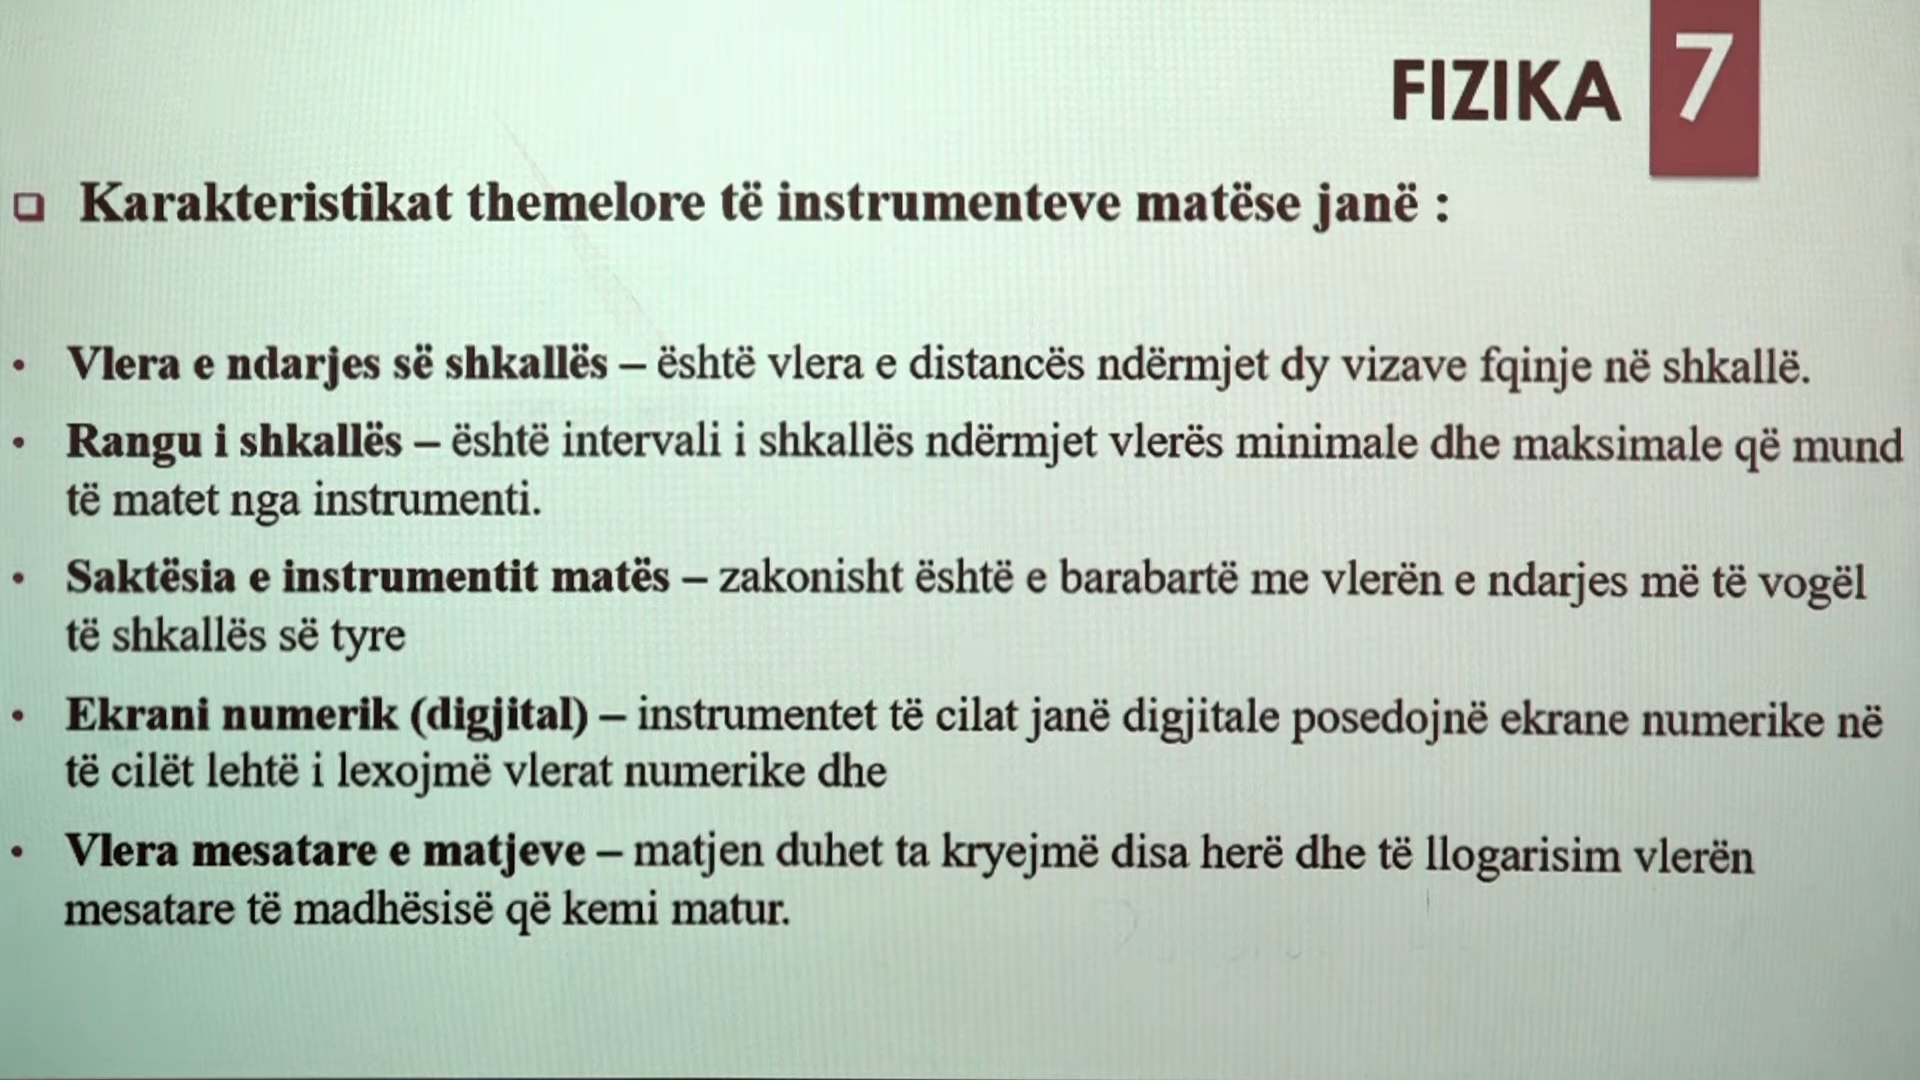 FIZIKA 7
Karakteristikat themelore të instrumenteve matëse janë :
• Vlera e ndarjes së shkallës – është vlera e distancës ndërmjet dy vizave fqinje në shkallë.
• Rangu i shkallës – është intervali i shkallës ndërmjet vlerës minimale dhe maksimale që mund
të matet nga instrumenti.
• Saktësia e instrumentit matës – zakonisht është e barabartë me vlerën e ndarjes më të vogël
të shkallës së tyre
• Ekrani numerik (digjital) – instrumentet të cilat janë digjitale posedojnë ekrane numerike në
të cilët lehtë i lexojmë vlerat numerike dhe
• Vlera mesatare e matjeve – matjen duhet ta kryejmë disa herë dhe të llogarisim vlerën
mesatare të madhësisë që kemi matur.